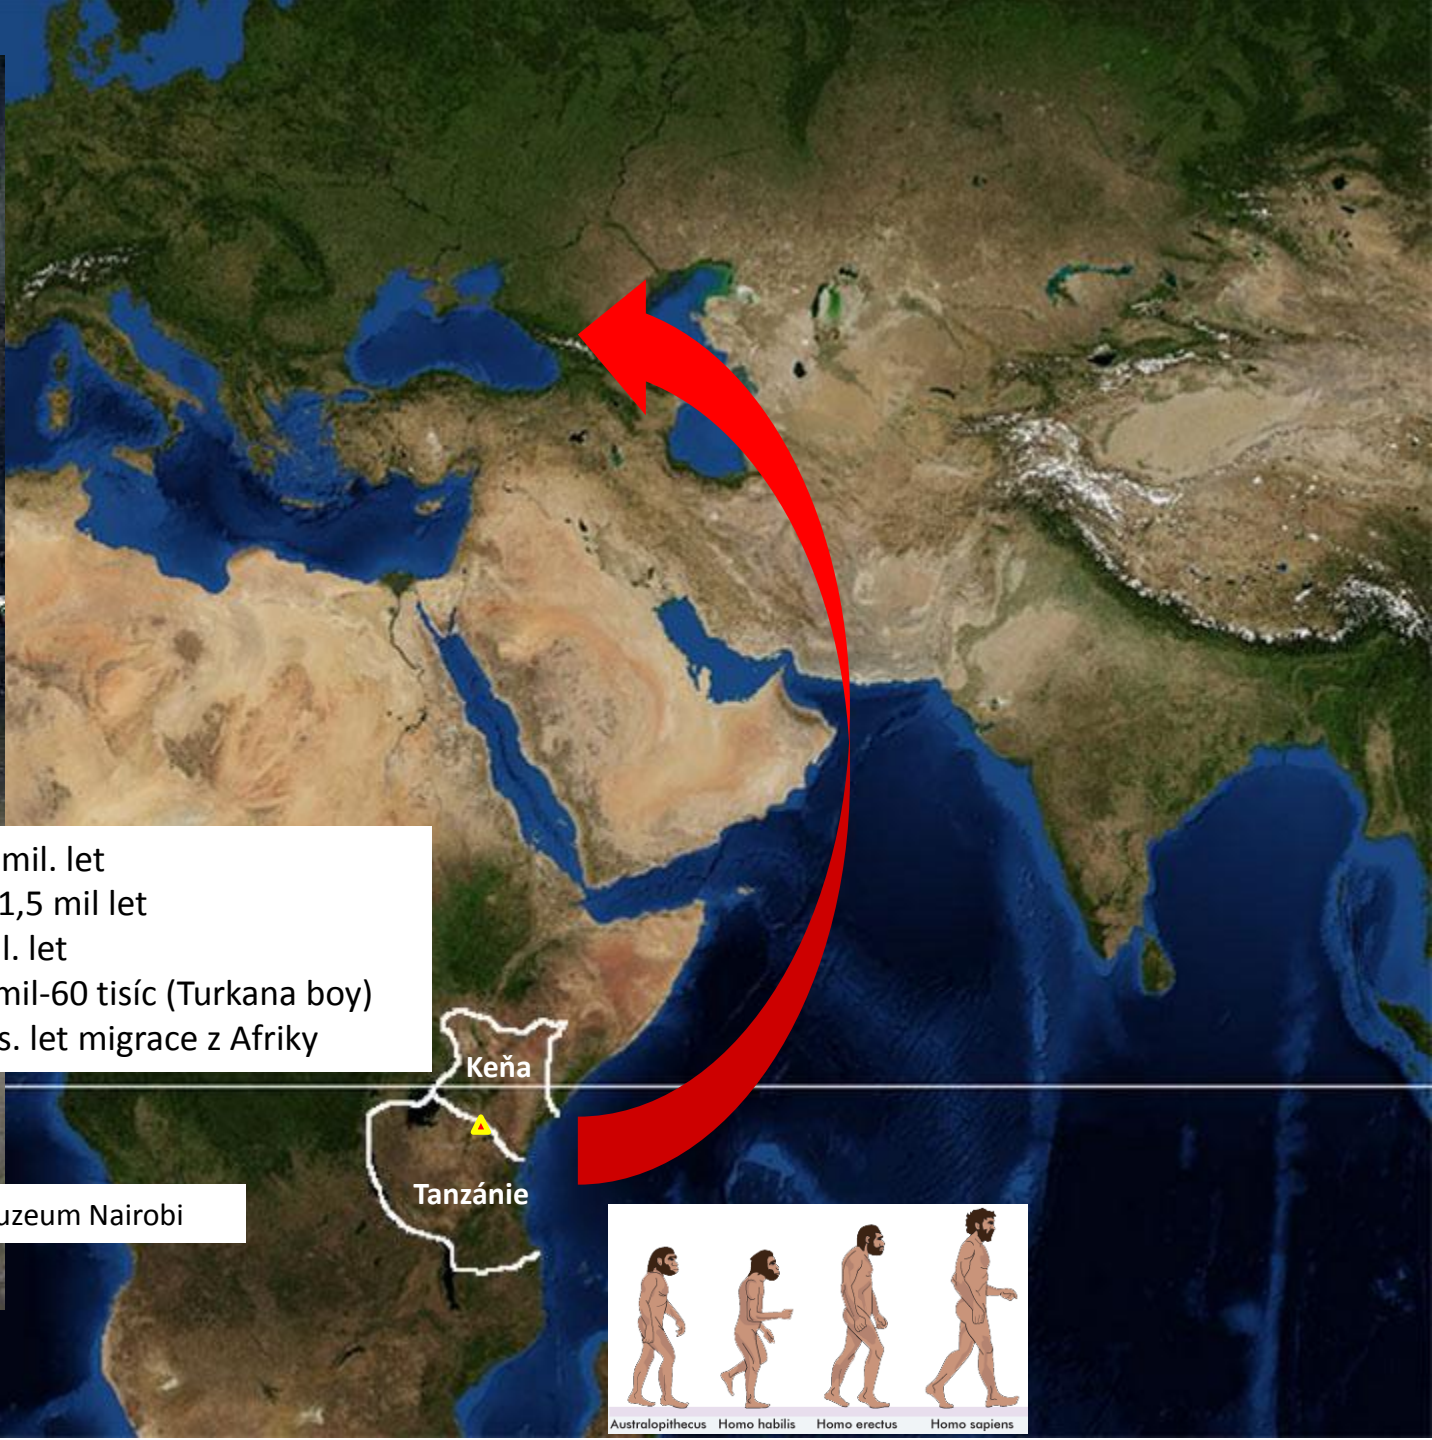 mil. let
1,5 mil let
l. let
mil-60 tisíc (Turkana boy)
s. let migrace z Afriky
Keňa
Tanzánie
uzeum Nairobi
Australopithecus Homo habilis Homo erectus Homo sapiens